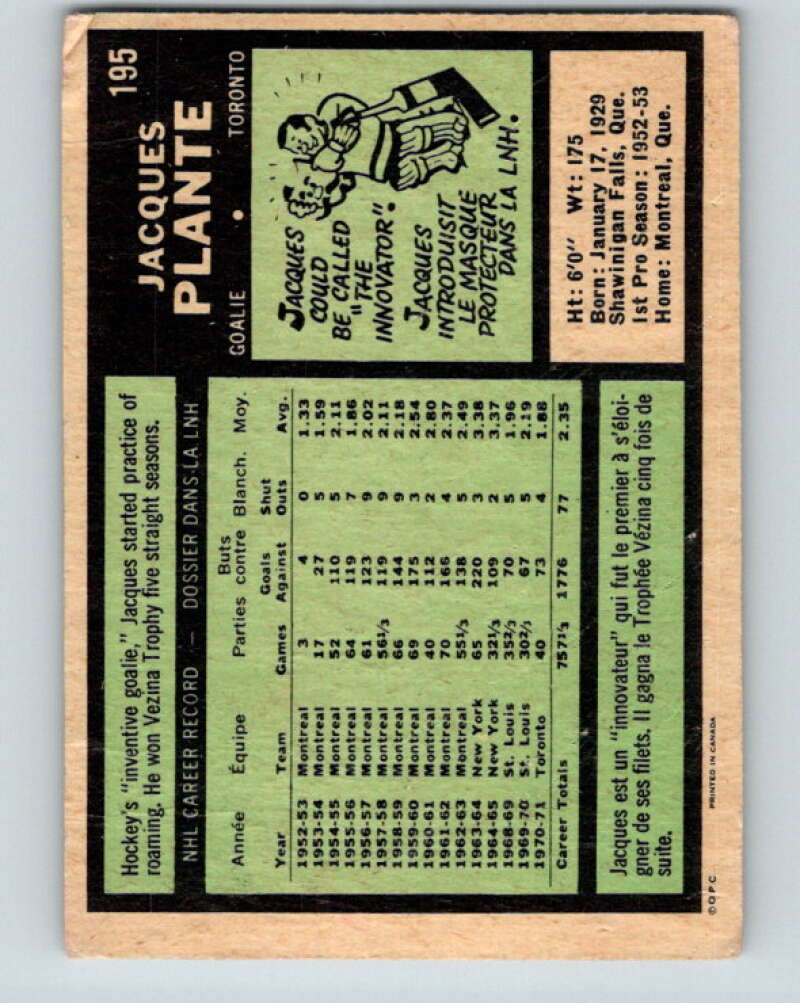 Hockey's "inventive goalie," Jacques started practice of
roaming. He won Vezina Trophy five straight seasons.
JACQUES
195
PLANTE
GOALIE • TORONTO
NHL CAREER RECORD — DOSSIER DANS LA LNH
Année Équipe Parties Buts contre Blanch. Moy.
Year Team Games Goals Against Shut Outs Avg.
1952-53 Montreal 3 4 0 1.33
1953-54 Montreal 17 27 5 1.59
1954-55 Montreal 52 110 5 2.11
1955-56 Montreal 64 119 7 1.86
1956-57 Montreal 61 123 9 2.02
1957-58 Montreal 56⅓ 119 9 2.11
1958-59 Montreal 66 144 9 2.18
1959-60 Montreal 69 175 3 2.54
1960-61 Montreal 40 112 2 2.80
1961-62 Montreal 70 166 4 2.37
1962-63 Montreal 55⅓ 138 5 2.49
1963-64 New York 65 220 3 3.38
1964-65 New York 32⅓ 109 2 3.37
1968-69 St. Louis 35⅔ 70 5 1.96
1969-70 St. Louis 30⅔ 67 5 2.19
1970-71 Toronto 40 73 4 1.88
Career Totals 757⅓ 1776 77 2.35
JACQUES
COULD
BE CALLED
"THE
INNOVATOR".
JACQUES
INTRODUISIT
LE MASQUE
PROTECTEUR
DANS LA LNH.
Jacques est un "innovateur" qui fut le premier à s'éloi-
gner de ses filets. Il gagna le Trophée Vézina cinq fois de
suite.
Ht: 6'0" Wt: 175
Born: January 17, 1929
Shawinigan Falls, Que.
1st Pro Season: 1952-53
Home: Montreal, Que.
© O P C PRINTED IN CANADA